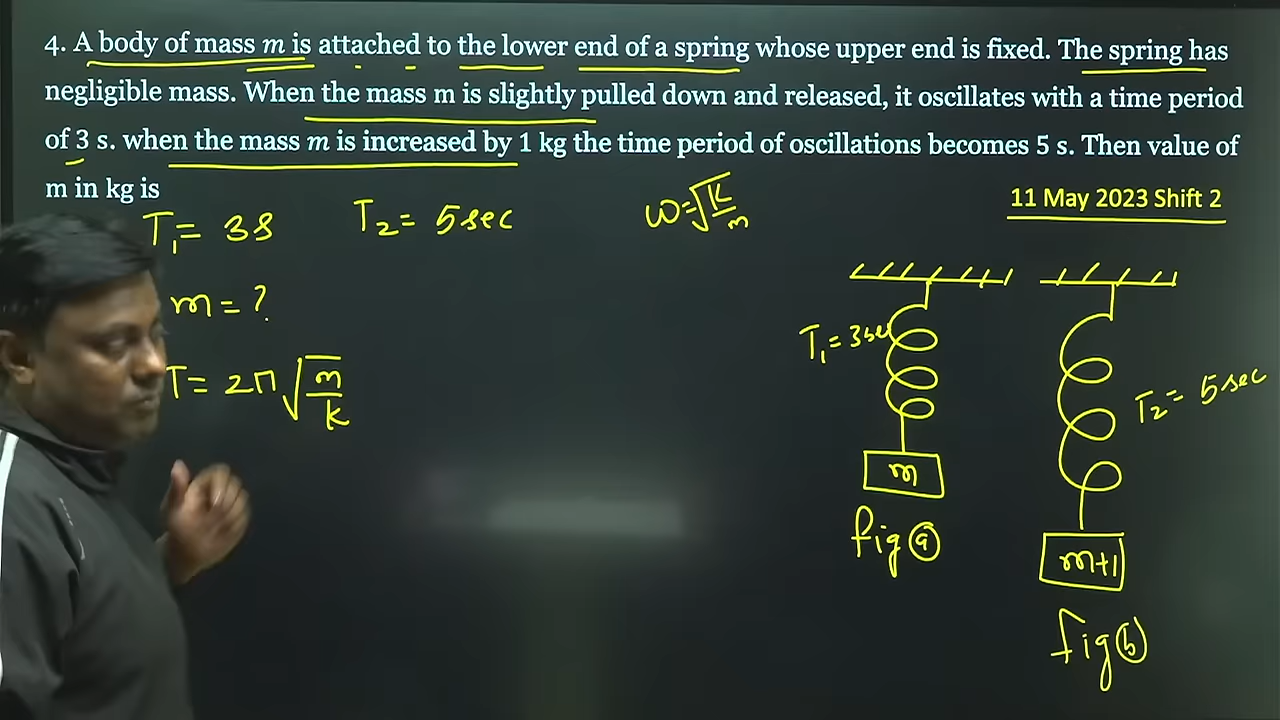 4. A body of mass m is attached to the lower end of a spring whose upper end is fixed. The spring has
negligible mass. When the mass m is slightly pulled down and released, it oscillates with a time period
of 3 s. when the mass m is increased by 1 kg the time period of oscillations becomes 5 s. Then value of
m in kg is
11 May 2023 Shift 2
T₁ = 3s T₂ = 5sec ω=√(K/m)
m = ?
T = 2π√(m/k)
T₁ = 3sec
T₂ = 5sec
m
fig ⓐ
m+1
fig ⓑ